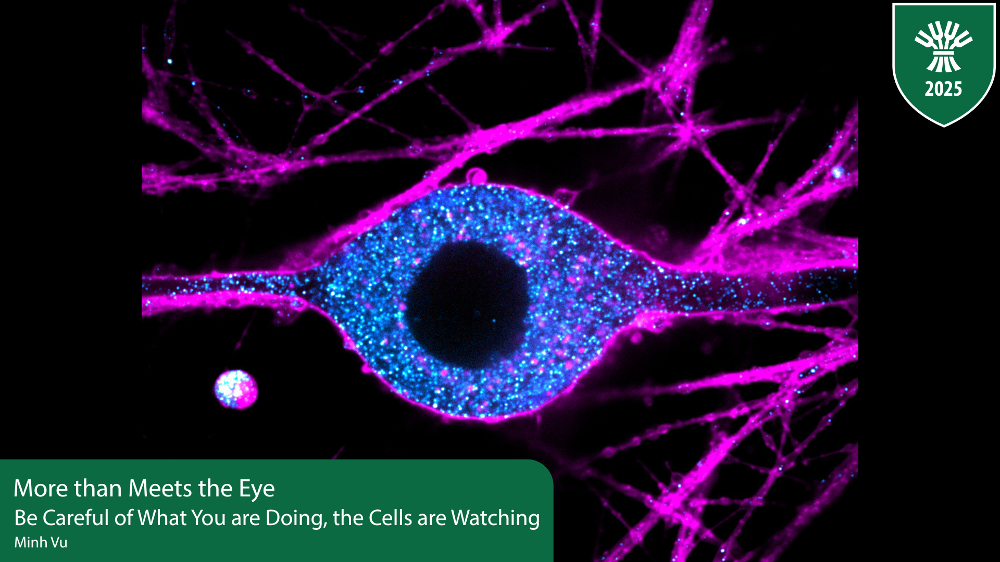 2025
More than Meets the Eye
Be Careful of What You are Doing, the Cells are Watching
Minh Vu